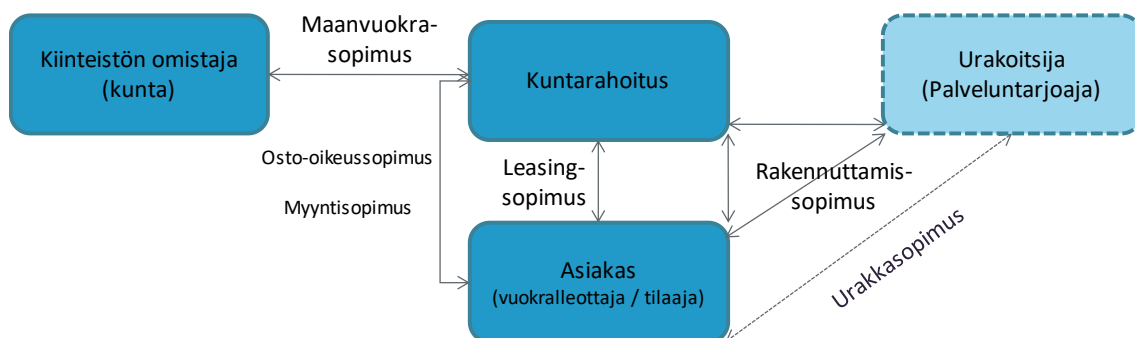 Maanvuokra-
sopimus
Kiinteistön omistaja
(kunta)
Kuntarahoitus
Urakoitsija
(Palveluntarjoaja)
Osto-oikeussopimus
Myyntisopimus
Leasing-
sopimus
Rakennuttamis-
sopimus
Asiakas
(vuokralleottaja / tilaaja)
Urakkasopimus